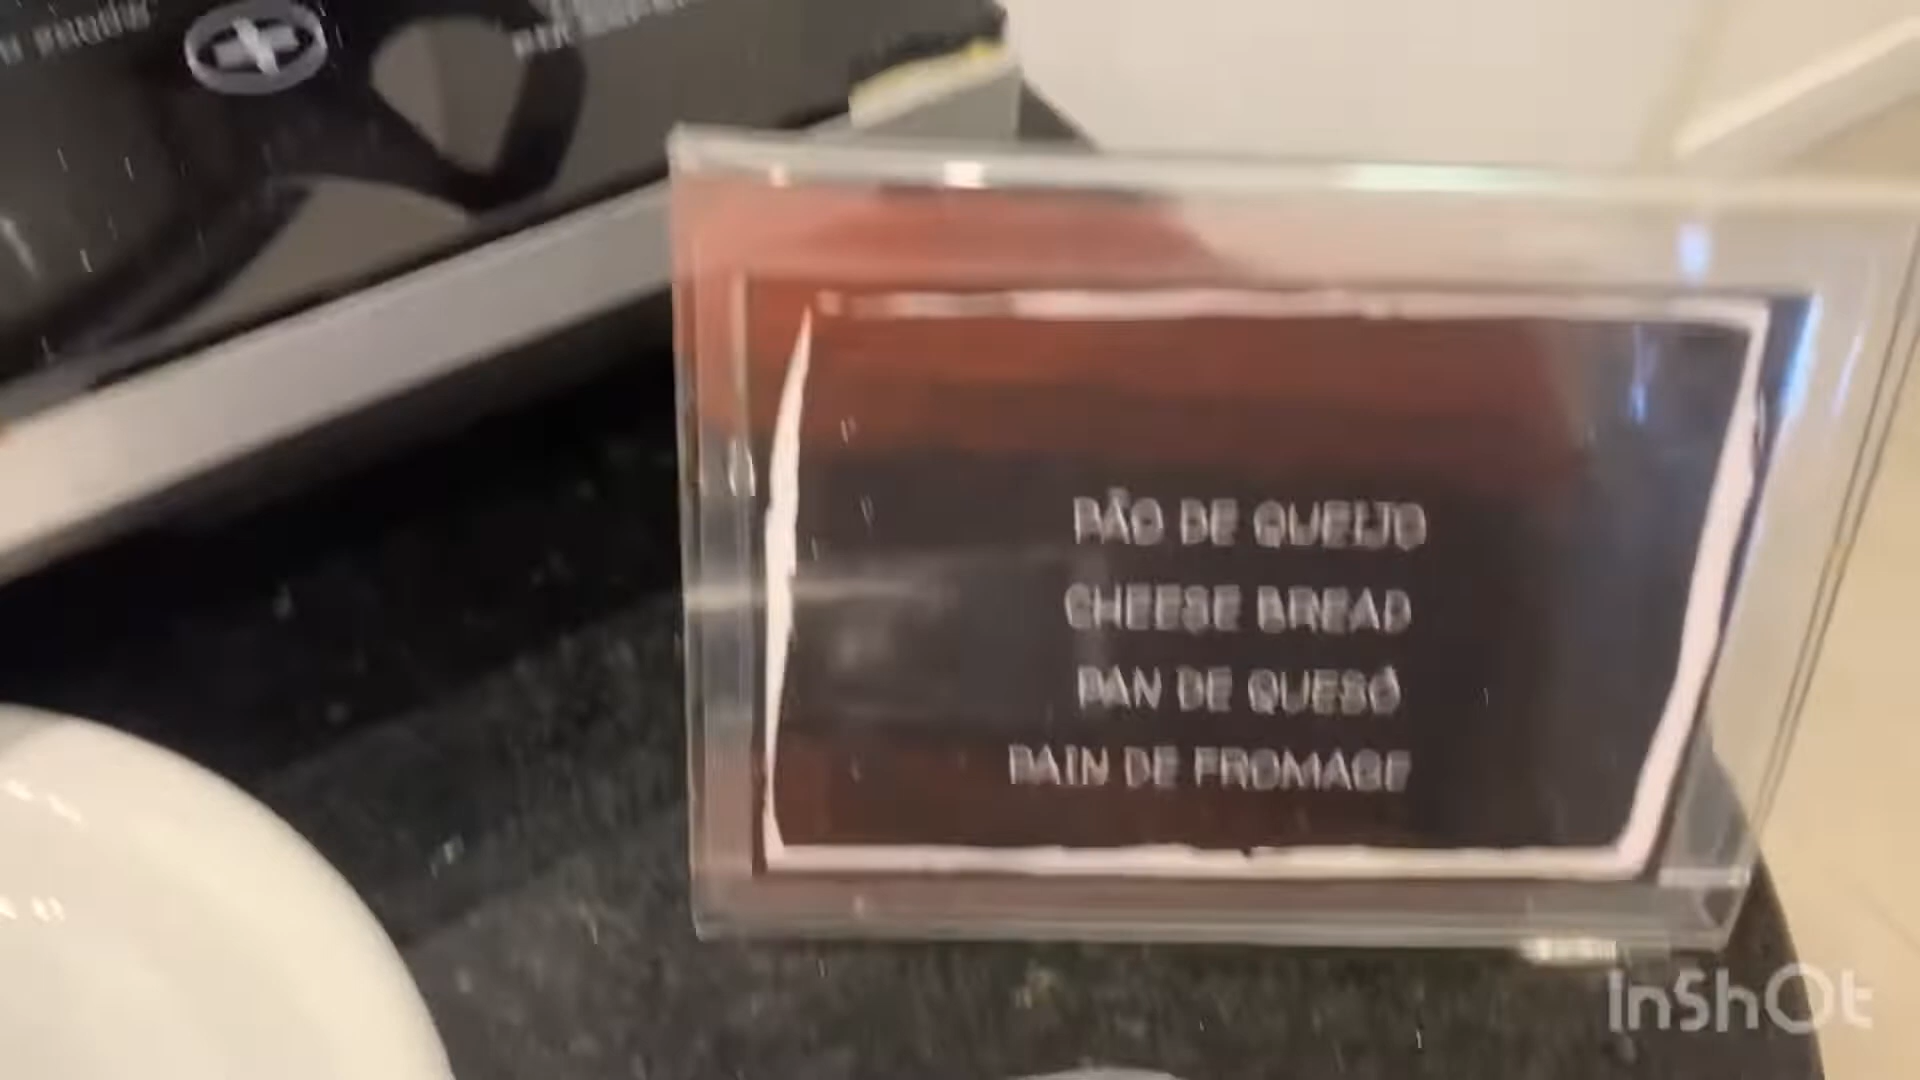 PÃO DE QUEIJO
CHEESE BREAD
PAN DE QUESO
PAIN DE FROMAGE
InShOt